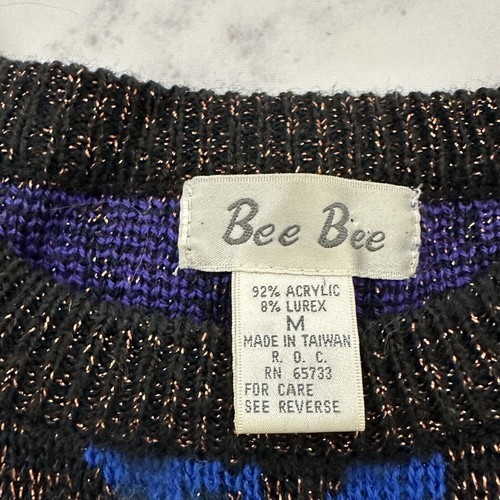 Bee Bee
92% ACRYLIC
8% LUREX
M
MADE IN TAIWAN
R. O. C.
RN 65733
FOR CARE
SEE REVERSE